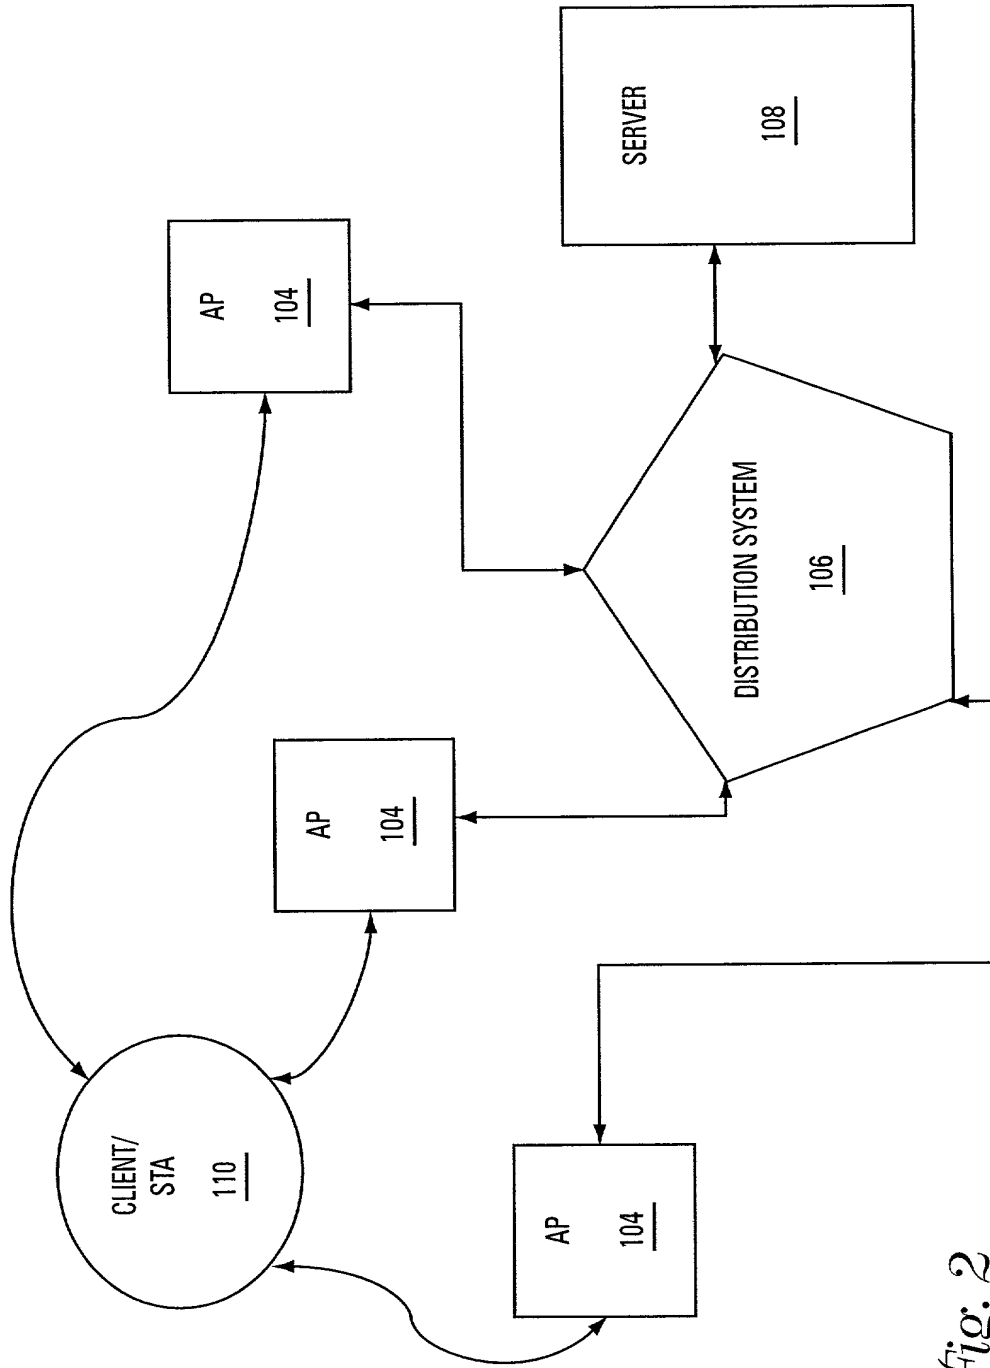 CLIENT/
STA
110
AP
104
AP
104
AP
104
SERVER
108
DISTRIBUTION SYSTEM
106
Fig. 2